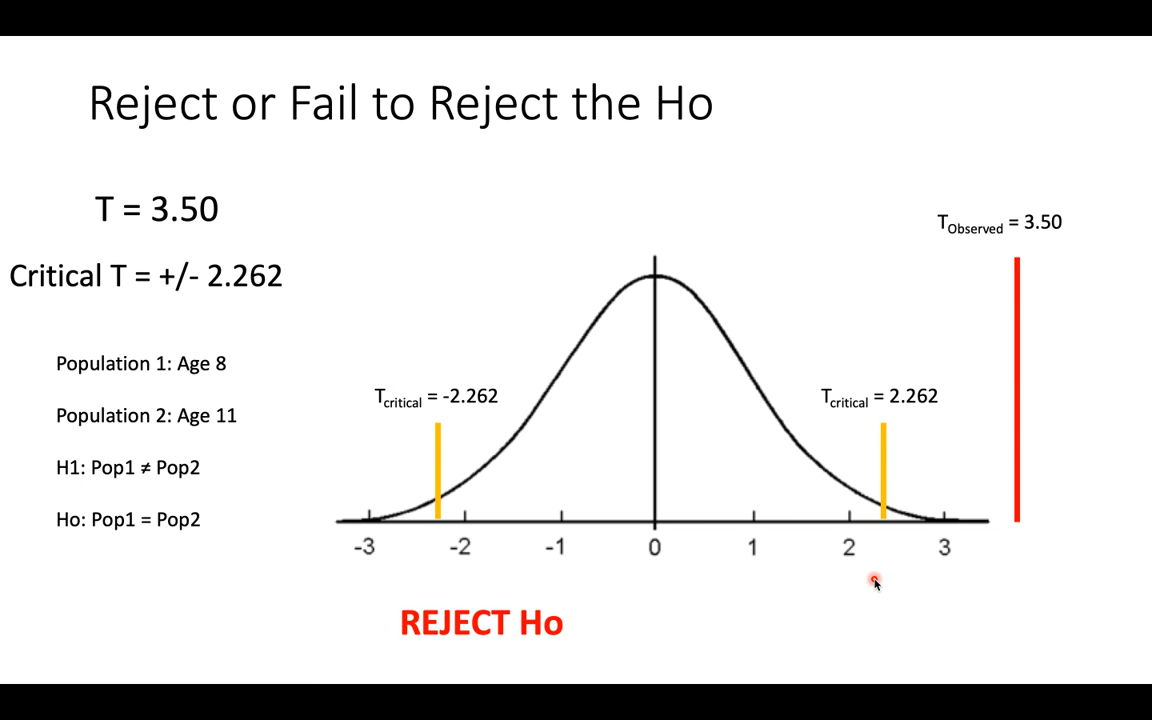 Reject or Fail to Reject the Ho
T = 3.50
Critical T = +/- 2.262
Population 1: Age 8
Population 2: Age 11
H1: Pop1 ≠ Pop2
Ho: Pop1 = Pop2
TObserved = 3.50
Tcritical = -2.262
Tcritical = 2.262
-3 -2 -1 0 1 2 3
REJECT Ho